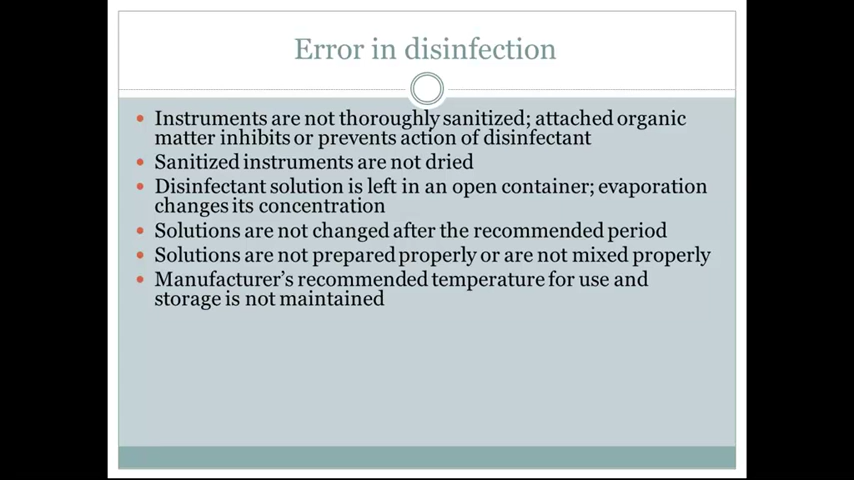 Error in disinfection
• Instruments are not thoroughly sanitized; attached organic
matter inhibits or prevents action of disinfectant
• Sanitized instruments are not dried
• Disinfectant solution is left in an open container; evaporation
changes its concentration
• Solutions are not changed after the recommended period
• Solutions are not prepared properly or are not mixed properly
• Manufacturer's recommended temperature for use and
storage is not maintained